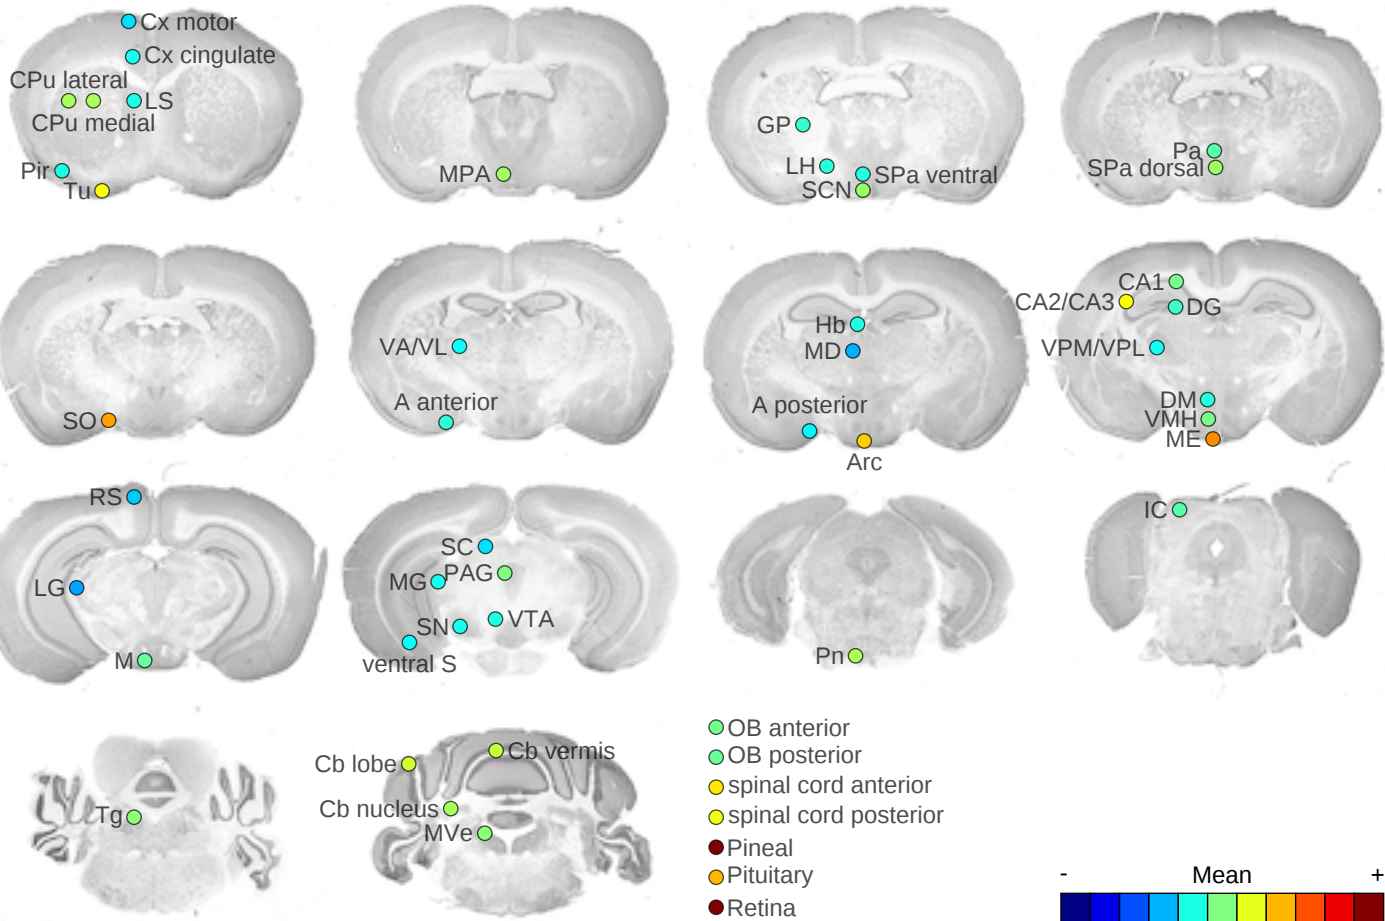 Cx motor
Cx cingulate
CPu lateral
LS
CPu medial
Pir
Tu
MPA
GP
LH
SPa ventral
SCN
Pa
SPa dorsal
SO
VA/VL
A anterior
Hb
MD
A posterior
Arc
CA1
CA2/CA3
DG
VPM/VPL
DM
VMH
ME
RS
LG
M
SC
MG
PAG
SN
VTA
ventral S
Pn
IC
Tg
Cb lobe
Cb vermis
Cb nucleus
MVe
OB anterior
OB posterior
spinal cord anterior
spinal cord posterior
Pineal
Pituitary
Retina
- Mean +